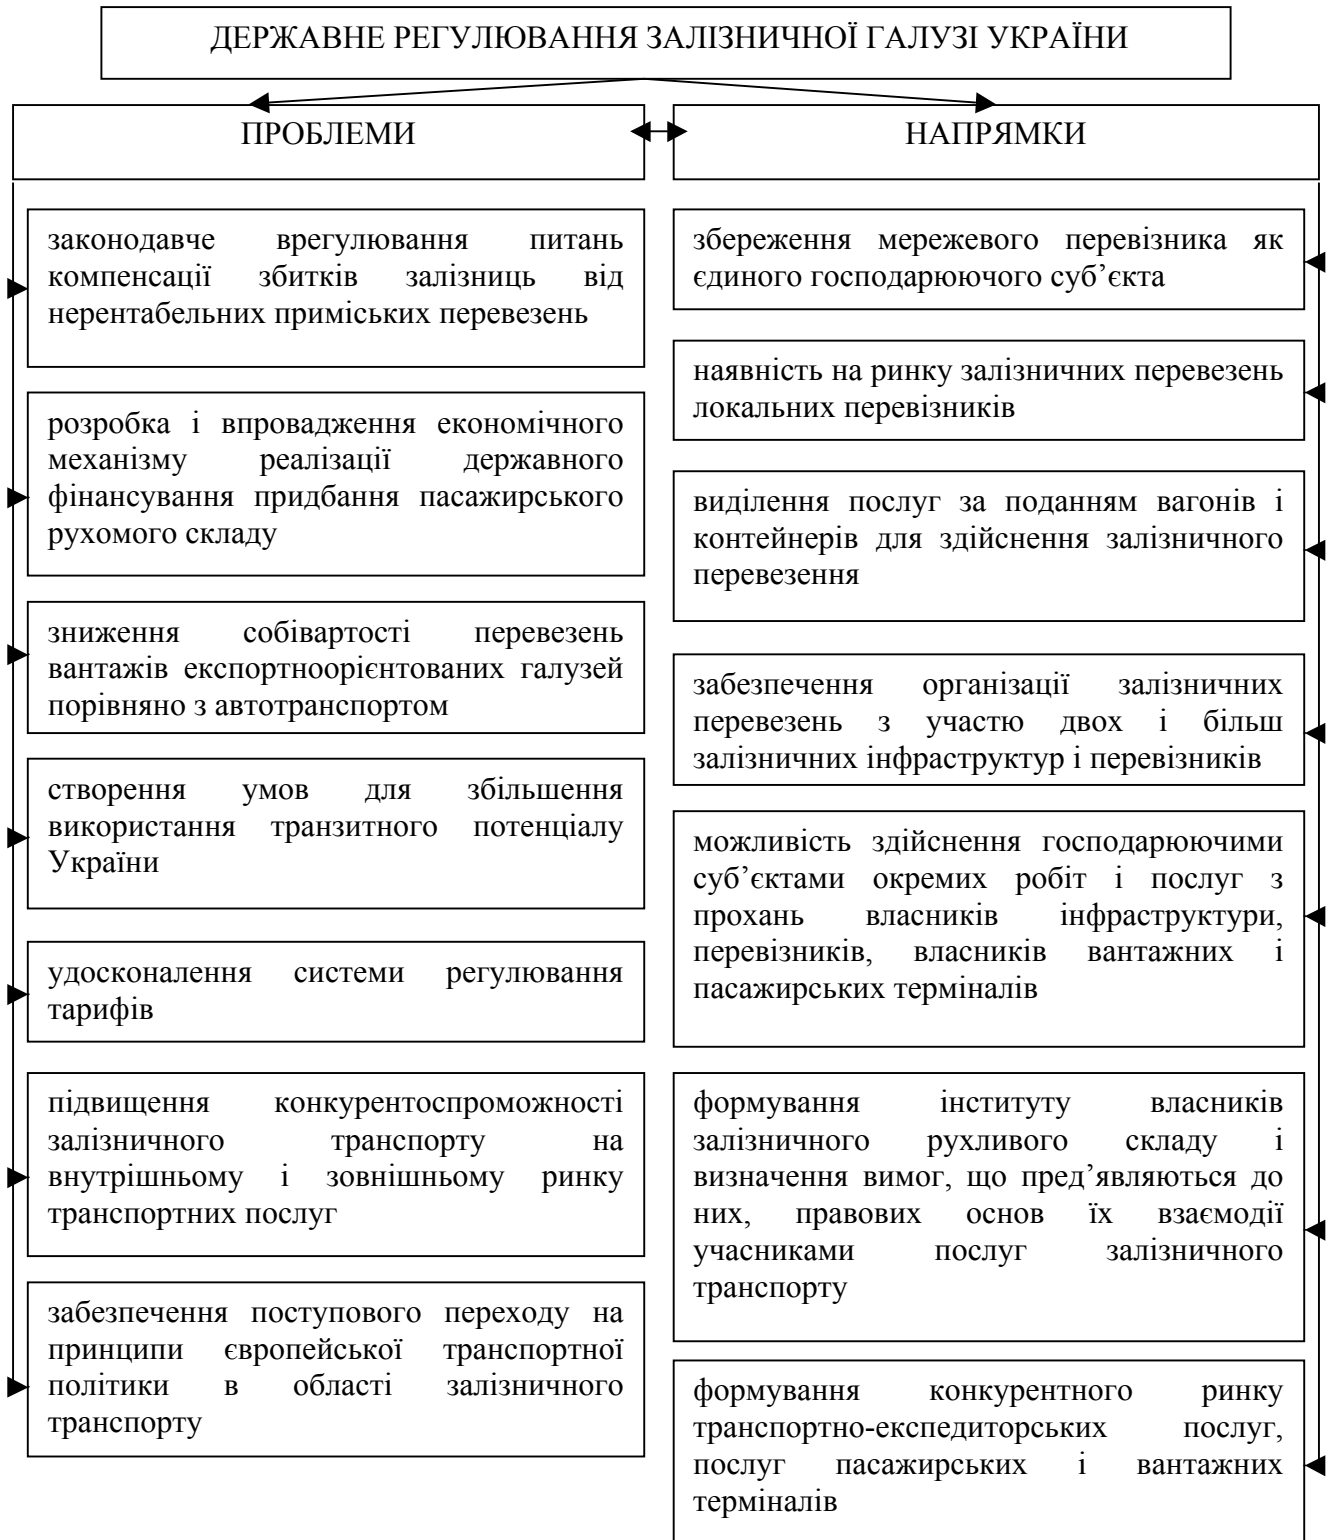 ДЕРЖАВНЕ РЕГУЛЮВАННЯ ЗАЛІЗНИЧНОЇ ГАЛУЗІ УКРАЇНИ
ПРОБЛЕМИ
законодавче врегулювання питань
компенсації збитків залізниць від
нерентабельних приміських перевезень
розробка і впровадження економічного
механізму реалізації державного
фінансування придбання пасажирського
рухомого складу
зниження собівартості перевезень
вантажів експортноорієнтованих галузей
порівняно з автотранспортом
створення умов для збільшення
використання транзитного потенціалу
України
удосконалення системи регулювання
тарифів
підвищення конкурентоспроможності
залізничного транспорту на
внутрішньому і зовнішньому ринку
транспортних послуг
забезпечення поступового переходу на
принципи європейської транспортної
політики в області залізничного
транспорту
НАПРЯМКИ
збереження мережевого перевізника як
єдиного господарюючого суб’єкта
наявність на ринку залізничних перевезень
локальних перевізників
виділення послуг за поданням вагонів і
контейнерів для здійснення залізничного
перевезення
забезпечення організації залізничних
перевезень з участю двох і більш
залізничних інфраструктур і перевізників
можливість здійснення господарюючими
суб’єктами окремих робіт і послуг з
прохань власників інфраструктури,
перевізників, власників вантажних і
пасажирських терміналів
формування інституту власників
залізничного рухливого складу і
визначення вимог, що пред’являються до
них, правових основ їх взаємодії
учасниками послуг залізничного
транспорту
формування конкурентного ринку
транспортно-експедиторських послуг,
послуг пасажирських і вантажних
терміналів